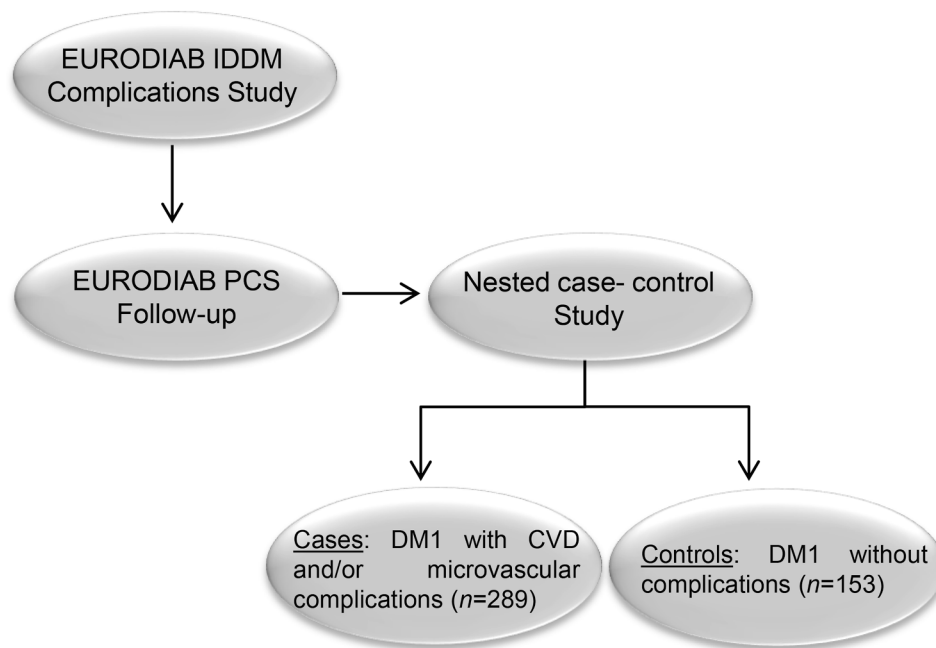 EURODIAB IDDM
Complications Study
EURODIAB PCS
Follow-up
Nested case- control
Study
Cases: DM1 with CVD
and/or microvascular
complications (n=289)
Controls: DM1 without
complications (n=153)